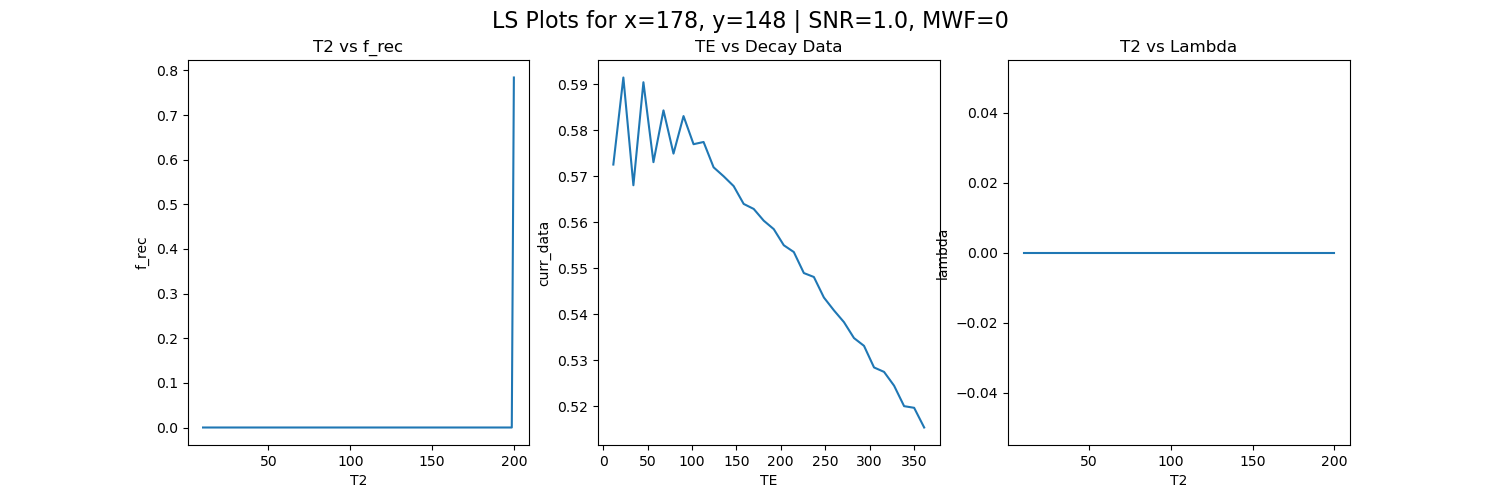 LS Plots for x=178, y=148 | SNR=1.0, MWF=0
T2 vs f_rec
0.8
0.7
0.6
0.5
0.4
0.3
0.2
0.1
0.0
f_rec
50 100 150 200
T2
TE vs Decay Data
0.59
0.58
0.57
0.56
0.55
0.54
0.53
0.52
curr_data
0 50 100 150 200 250 300 350
TE
T2 vs Lambda
0.04
0.02
0.00
−0.02
−0.04
lambda
50 100 150 200
T2